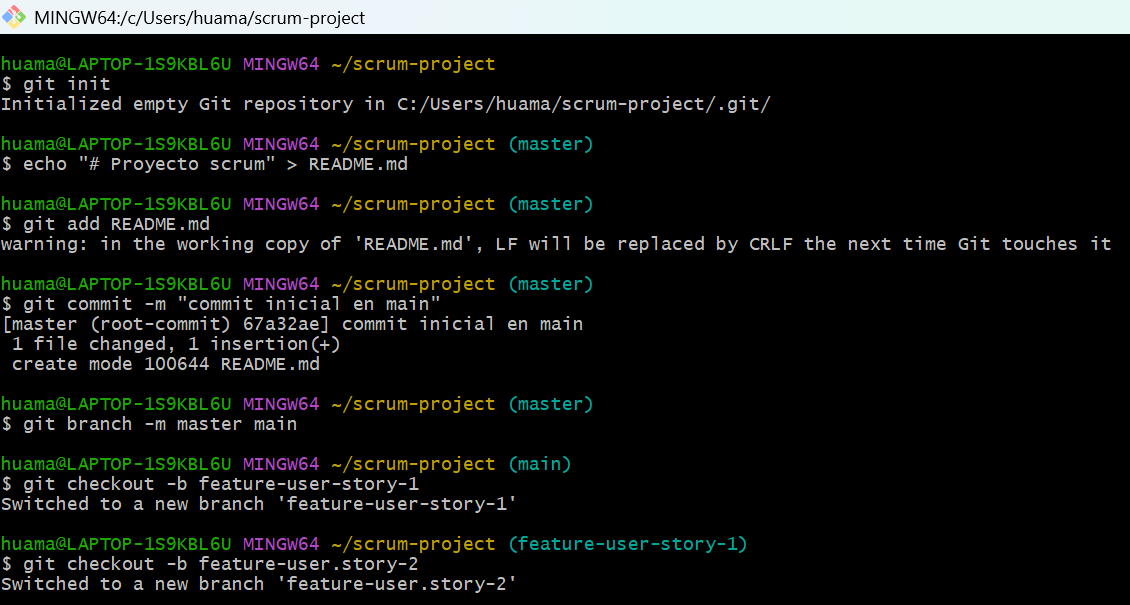 MINGW64:/c/Users/huama/scrum-project
huama@LAPTOP-1S9KBL6U MINGW64 ~/scrum-project
$ git init
Initialized empty Git repository in C:/Users/huama/scrum-project/.git/
huama@LAPTOP-1S9KBL6U MINGW64 ~/scrum-project (master)
$ echo "# Proyecto scrum" > README.md
huama@LAPTOP-1S9KBL6U MINGW64 ~/scrum-project (master)
$ git add README.md
warning: in the working copy of 'README.md', LF will be replaced by CRLF the next time Git touches it
huama@LAPTOP-1S9KBL6U MINGW64 ~/scrum-project (master)
$ git commit -m "commit inicial en main"
[master (root-commit) 67a32ae] commit inicial en main
 1 file changed, 1 insertion(+)
 create mode 100644 README.md
huama@LAPTOP-1S9KBL6U MINGW64 ~/scrum-project (master)
$ git branch -m master main
huama@LAPTOP-1S9KBL6U MINGW64 ~/scrum-project (main)
$ git checkout -b feature-user-story-1
Switched to a new branch 'feature-user-story-1'
huama@LAPTOP-1S9KBL6U MINGW64 ~/scrum-project (feature-user-story-1)
$ git checkout -b feature-user.story-2
Switched to a new branch 'feature-user.story-2'